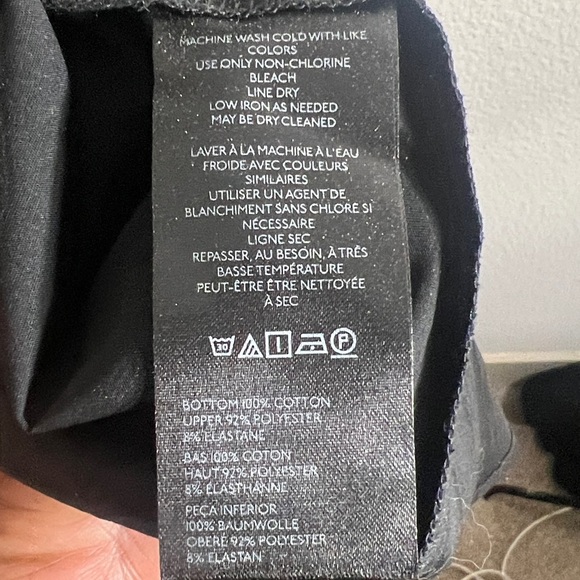 MACHINE WASH COLD WITH LIKE
COLORS
USE ONLY NON-CHLORINE
BLEACH
LINE DRY
LOW IRON AS NEEDED
MAY BE DRY CLEANED
LAVER À LA MACHINE À L'EAU
FROIDE AVEC COULEURS
SIMILAIRES
UTILISER UN AGENT DE
BLANCHIMENT SANS CHLORE SI
NÉCESSAIRE
LIGNE SEC
REPASSER, AU BESOIN, À TRÈS
BASSE TEMPÉRATURE
PEUT-ÊTRE ÊTRE NETTOYÉE
À SEC
30 P
BOTTOM 100% COTTON
UPPER 92% POLYESTER
8% ELASTANE
BAS 100% COTON
HAUT 92% POLYESTER
8% ÉLASTHANNE
PEÇA INFERIOR
100% BAUMWOLLE
OBERÉ 92% POLYESTER
8% ELASTAN